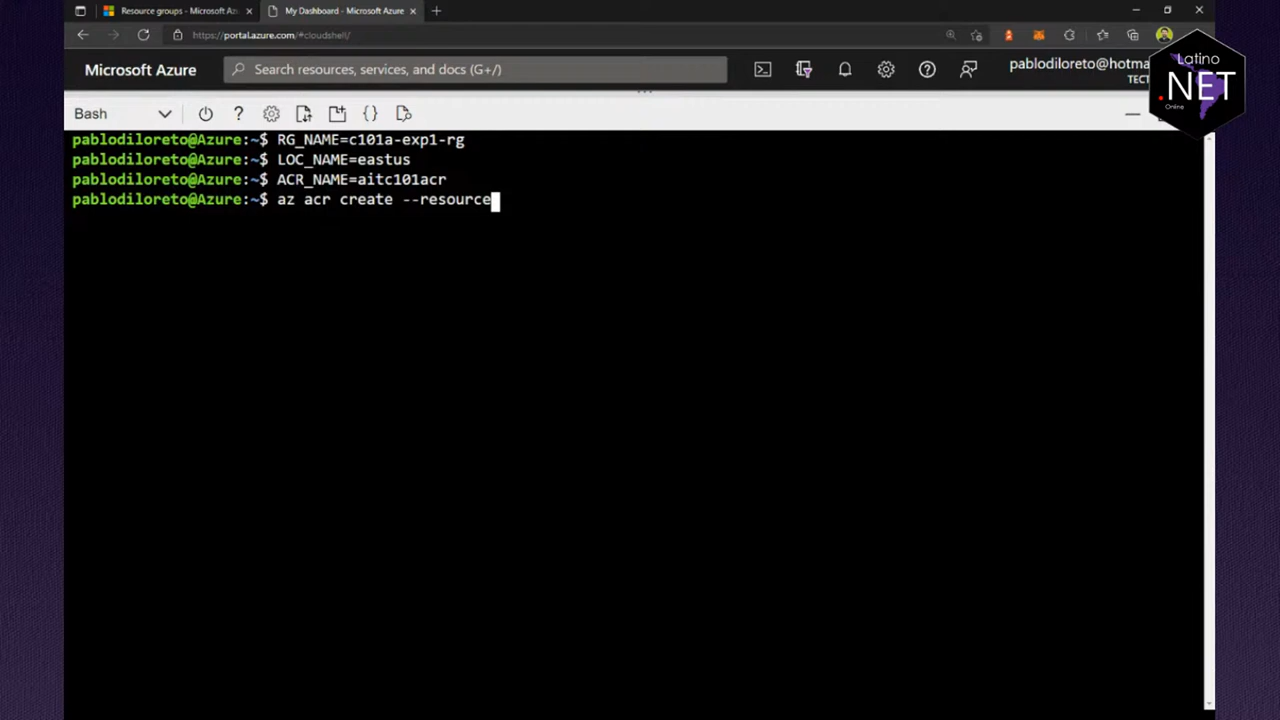 Resource groups - Microsoft Az
My Dashboard - Microsoft Azure
https://portal.azure.com/#cloudshell/
Latino
.NET
Online
Microsoft Azure
Search resources, services, and docs (G+/)
pablodiloreto@hotma
TECT
Bash
pablodiloreto@Azure:~$ RG_NAME=c101a-exp1-rg
pablodiloreto@Azure:~$ LOC_NAME=eastus
pablodiloreto@Azure:~$ ACR_NAME=aitc101acr
pablodiloreto@Azure:~$ az acr create --resource